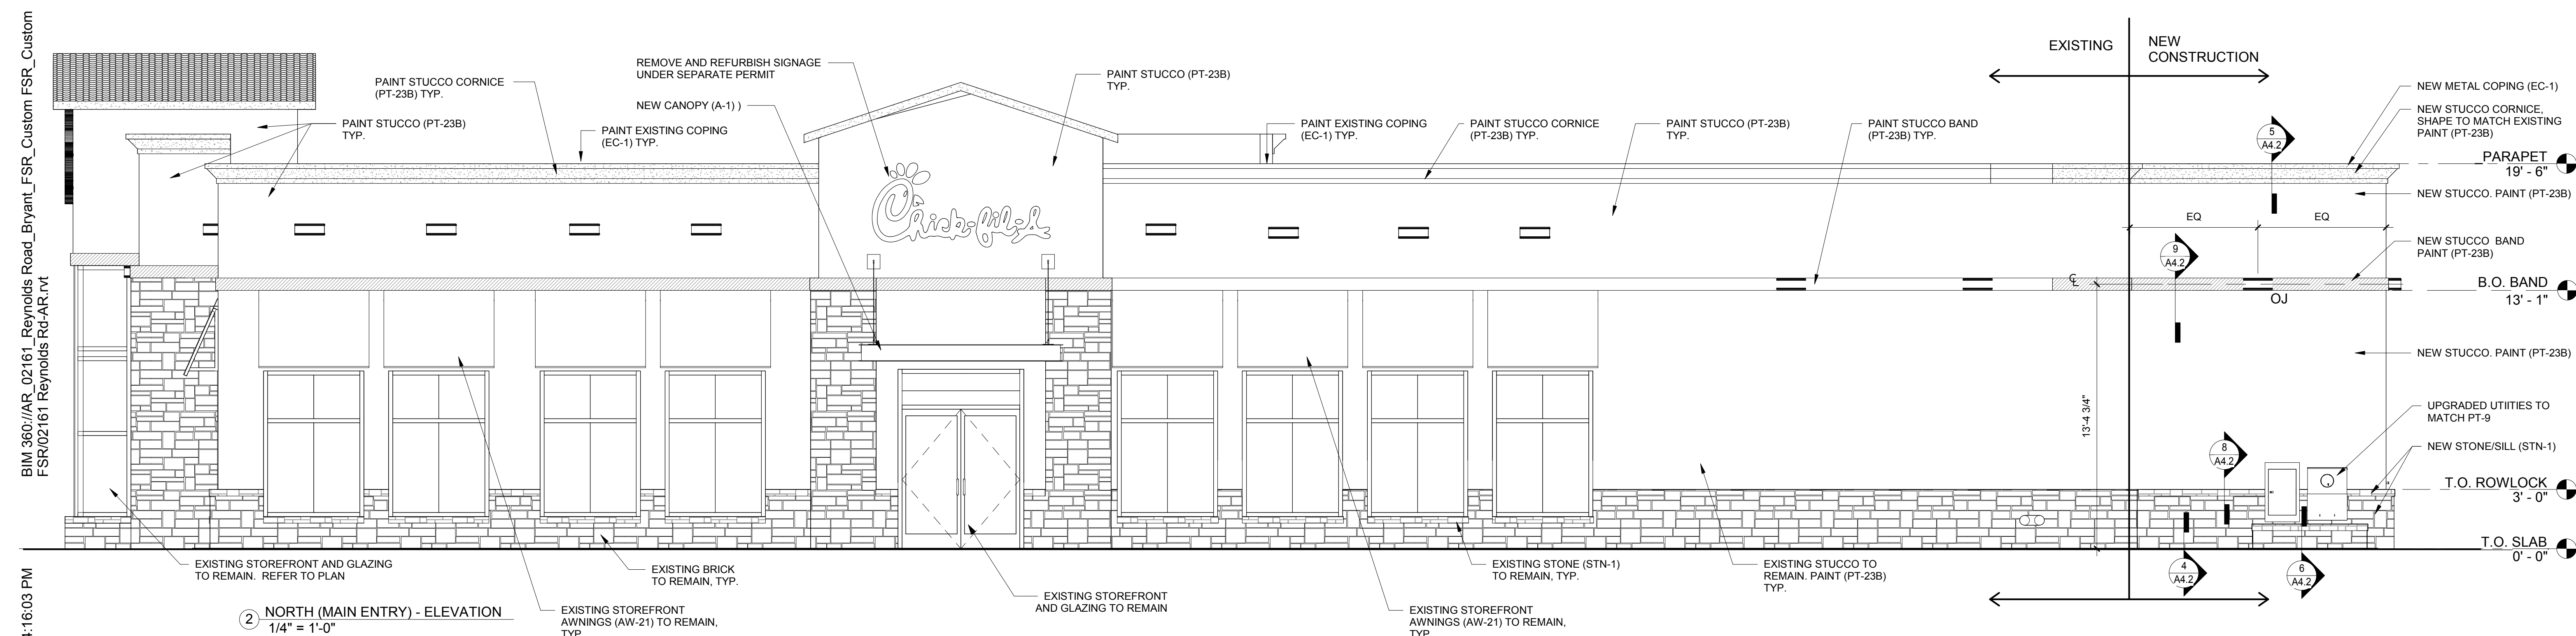 BIM 360://AR_02161_Reynolds Road_Bryant_FSR_Custom FSR_Custom
FSR/02161 Reynolds Rd-AR.rvt
4:16:03 PM
PAINT STUCCO CORNICE
(PT-23B) TYP.
PAINT STUCCO (PT-23B)
TYP.
REMOVE AND REFURBISH SIGNAGE
UNDER SEPARATE PERMIT
NEW CANOPY (A-1) )
PAINT EXISTING COPING
(EC-1) TYP.
Chick-fil-A
PAINT STUCCO (PT-23B)
TYP.
PAINT EXISTING COPING
(EC-1) TYP.
PAINT STUCCO CORNICE
(PT-23B) TYP.
PAINT STUCCO (PT-23B)
TYP.
PAINT STUCCO BAND
(PT-23B) TYP.
EXISTING
NEW
CONSTRUCTION
NEW METAL COPING (EC-1)
NEW STUCCO CORNICE,
SHAPE TO MATCH EXISTING
PAINT (PT-23B)
5
A4.2
PARAPET
19' - 6"
NEW STUCCO. PAINT (PT-23B)
EQ
EQ
9
A4.2
NEW STUCCO BAND
PAINT (PT-23B)
CL
OJ
B.O. BAND
13' - 1"
NEW STUCCO. PAINT (PT-23B)
13'-4 3/4"
UPGRADED UTIITIES TO
MATCH PT-9
8
A4.2
NEW STONE/SILL (STN-1)
T.O. ROWLOCK
3' - 0"
T.O. SLAB
0' - 0"
4
A4.2
6
A4.2
EXISTING STOREFRONT AND GLAZING
TO REMAIN. REFER TO PLAN
EXISTING BRICK
TO REMAIN, TYP.
EXISTING STOREFRONT
AWNINGS (AW-21) TO REMAIN,
TYP.
EXISTING STOREFRONT
AND GLAZING TO REMAIN
EXISTING STONE (STN-1)
TO REMAIN, TYP.
EXISTING STOREFRONT
AWNINGS (AW-21) TO REMAIN,
TYP.
EXISTING STUCCO TO
REMAIN. PAINT (PT-23B)
TYP.
2
NORTH (MAIN ENTRY) - ELEVATION
1/4" = 1'-0"